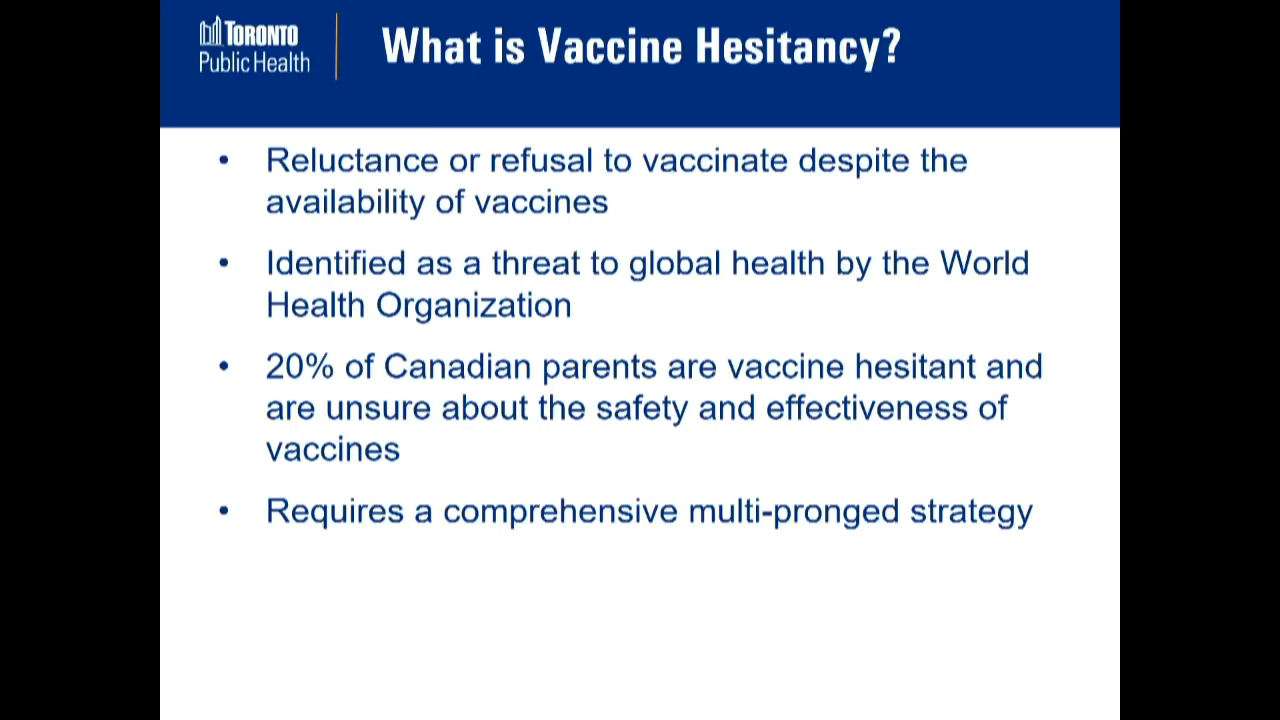 TORONTO
Public Health
What is Vaccine Hesitancy?
• Reluctance or refusal to vaccinate despite the
availability of vaccines
• Identified as a threat to global health by the World
Health Organization
• 20% of Canadian parents are vaccine hesitant and
are unsure about the safety and effectiveness of
vaccines
• Requires a comprehensive multi-pronged strategy